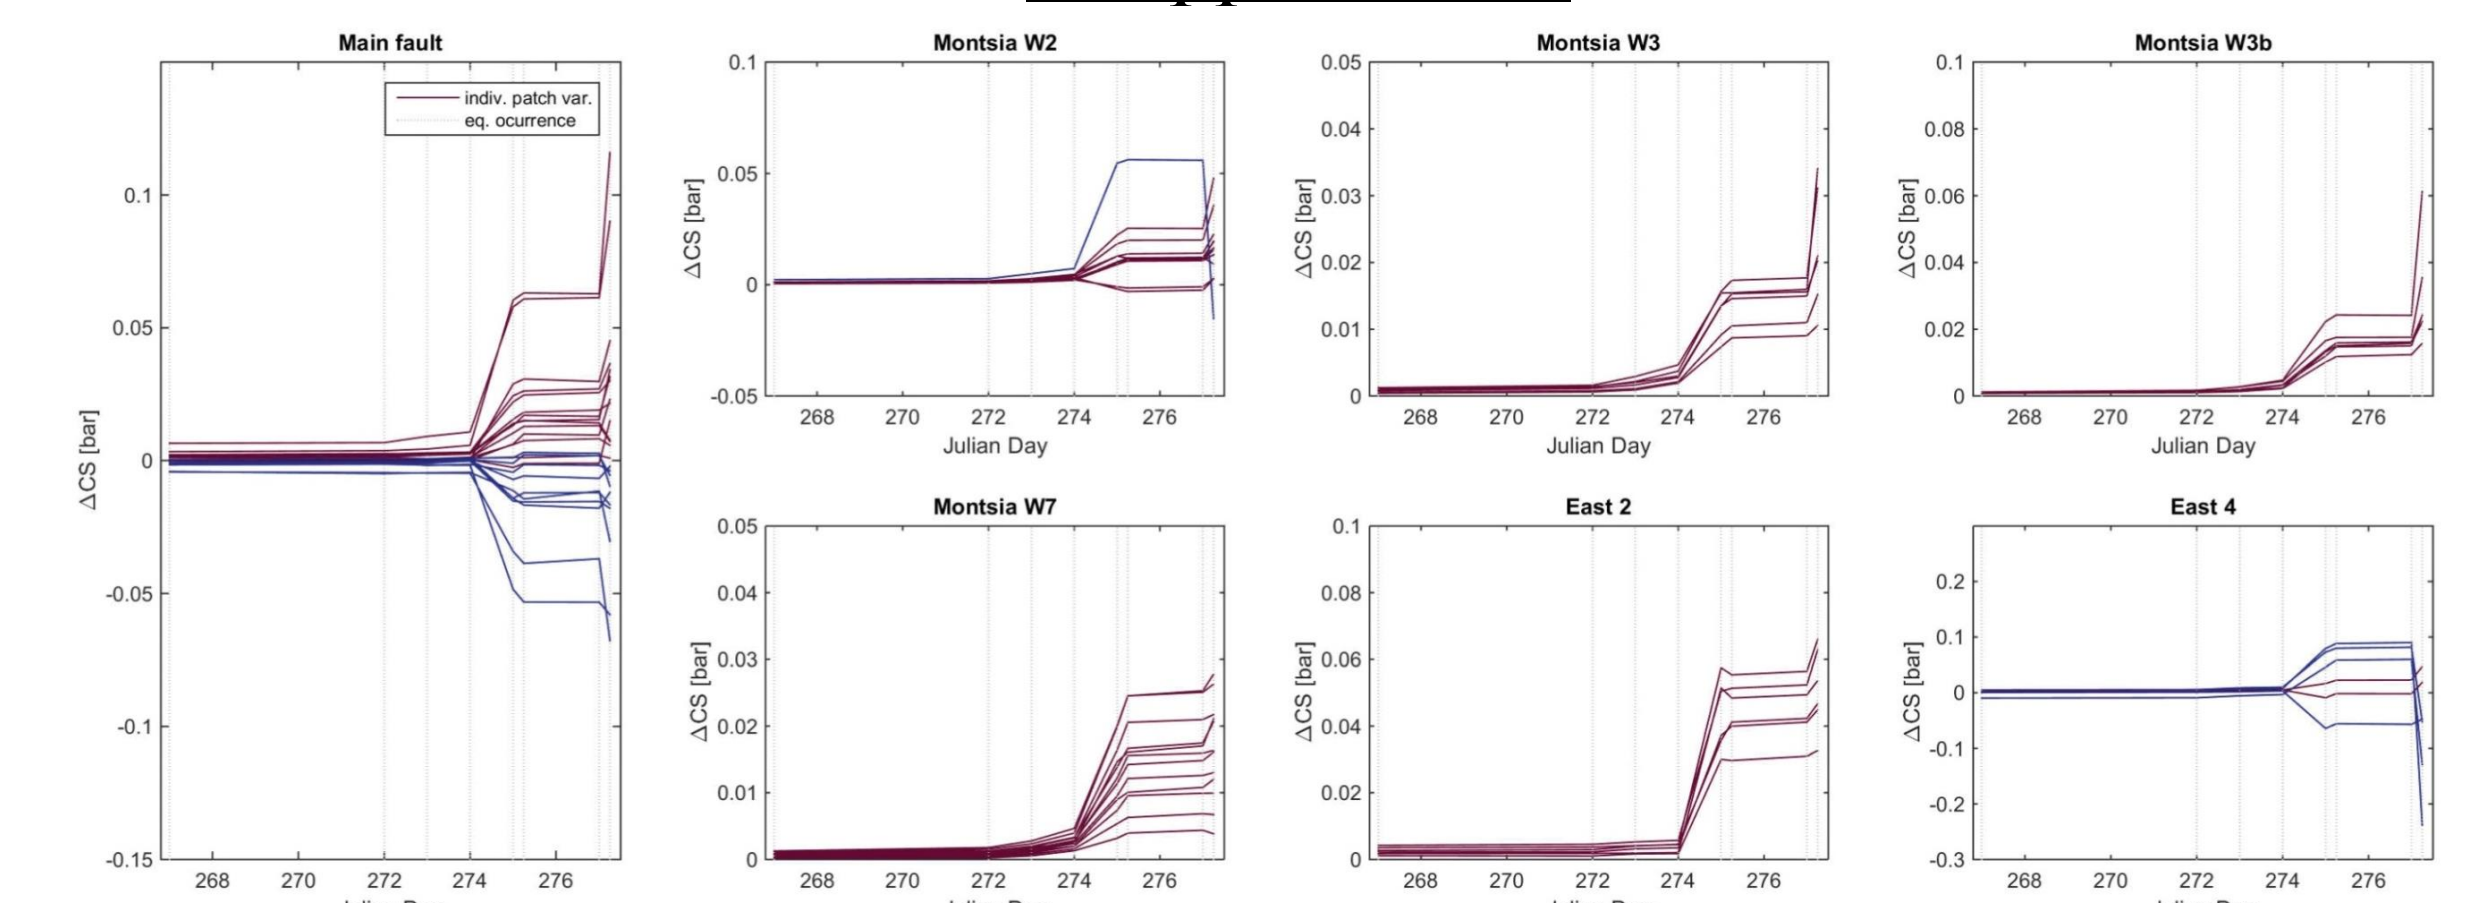 Main fault
indiv. patch var.
eq. ocurrence
0.1
0.05
0
-0.05
-0.1
-0.15
ΔCS [bar]
268 270 272 274 276
Montsia W2
0.1
0.05
0
-0.05
ΔCS [bar]
268 270 272 274 276
Julian Day
Montsia W3
0.05
0.04
0.03
0.02
0.01
0
ΔCS [bar]
268 270 272 274 276
Julian Day
Montsia W3b
0.1
0.08
0.06
0.04
0.02
0
ΔCS [bar]
268 270 272 274 276
Julian Day
Montsia W7
0.05
0.04
0.03
0.02
0.01
0
ΔCS [bar]
268 270 272 274 276
East 2
0.1
0.08
0.06
0.04
0.02
0
ΔCS [bar]
268 270 272 274 276
East 4
0.2
0.1
0
-0.1
-0.2
-0.3
ΔCS [bar]
268 270 272 274 276